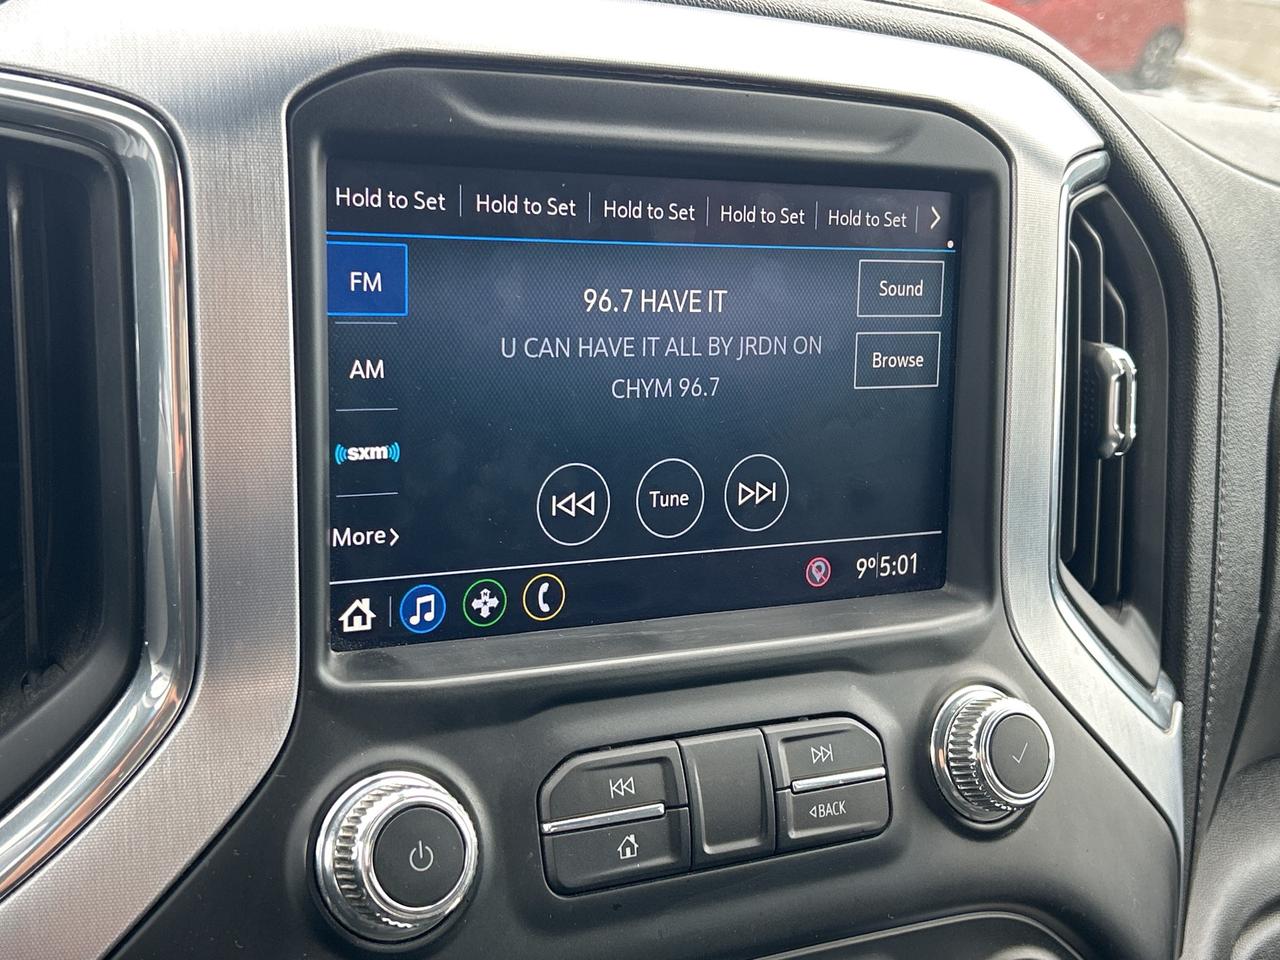 Hold to Set Hold to Set Hold to Set Hold to Set Hold to Set
FM
Sound
96.7 HAVE IT
U CAN HAVE IT ALL BY JRDN ON
CHYM 96.7
Browse
AM
sxm
Tune
More
9° 5:01
N
BACK